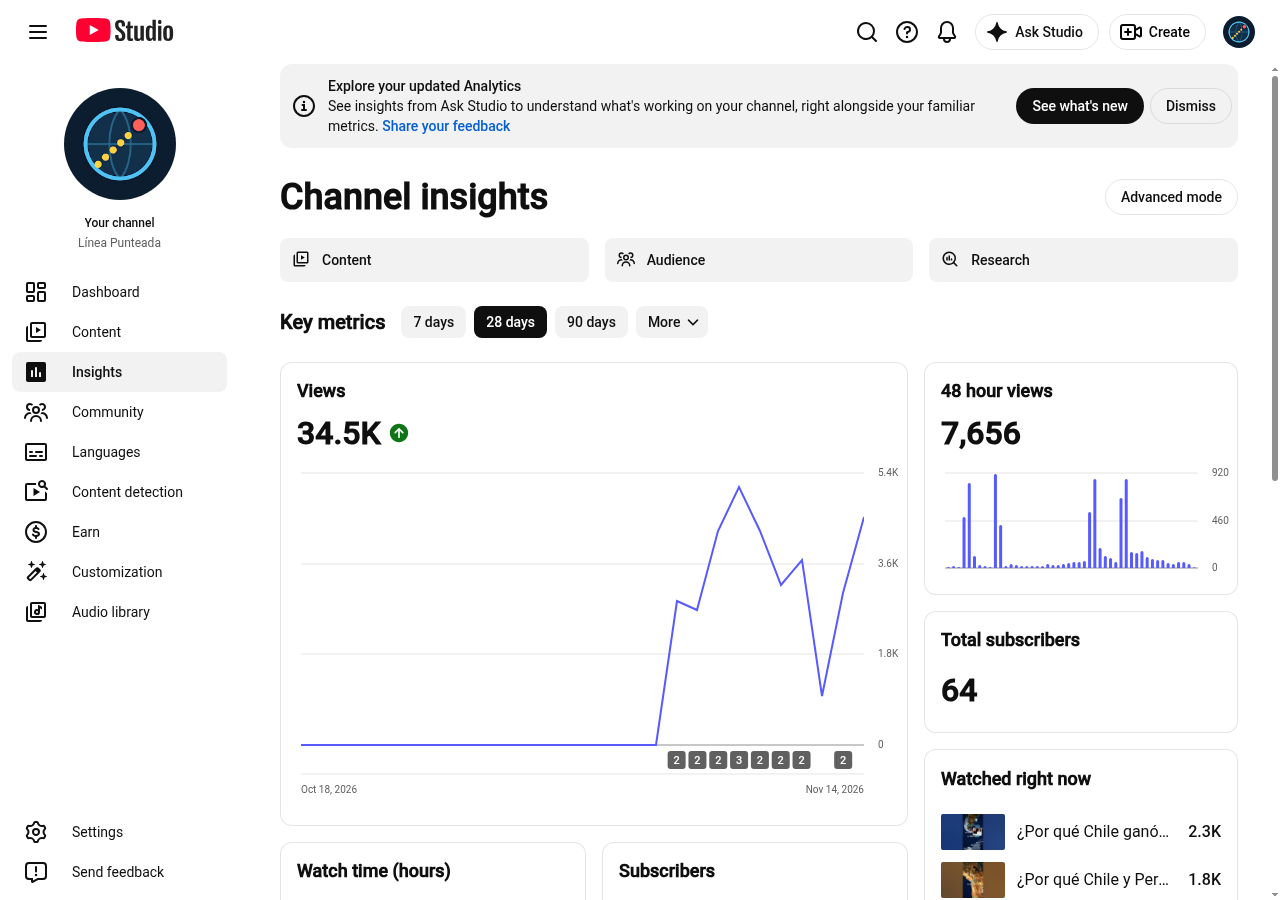 Studio
Ask Studio
Create
Explore your updated Analytics
See insights from Ask Studio to understand what's working on your channel, right alongside your familiar
metrics. Share your feedback
See what's new
Dismiss
Your channel
Línea Punteada
Dashboard
Content
Insights
Community
Languages
Content detection
Earn
Customization
Audio library
Settings
Send feedback
Channel insights
Advanced mode
Content
Audience
Research
Key metrics
7 days
28 days
90 days
More
Views
34.5K
5.4K
3.6K
1.8K
0
2 2 2 3 2 2 2 2
Oct 18, 2026
Nov 14, 2026
48 hour views
7,656
920
460
0
Total subscribers
64
Watched right now
¿Por qué Chile ganó... 2.3K
¿Por qué Chile y Per... 1.8K
Watch time (hours)
Subscribers